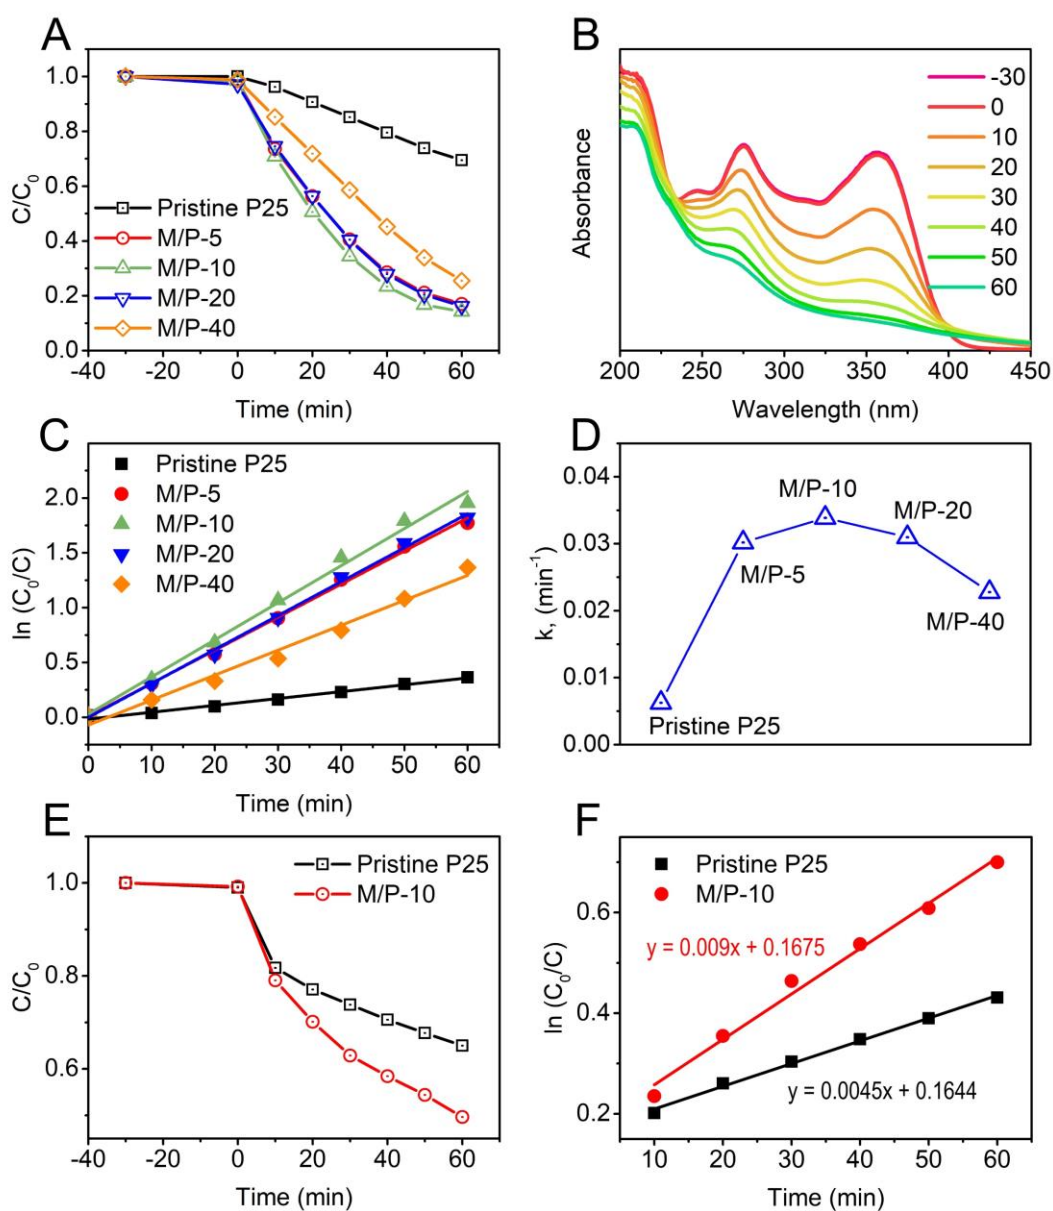 A
C/C0
1.0
0.8
0.6
0.4
0.2
0.0
Pristine P25
M/P-5
M/P-10
M/P-20
M/P-40
-40 -20 0 20 40 60
Time (min)
B
Absorbance
-30
0
10
20
30
40
50
60
200 250 300 350 400 450
Wavelength (nm)
C
ln (C0/C)
2.0
1.5
1.0
0.5
0.0
Pristine P25
M/P-5
M/P-10
M/P-20
M/P-40
0 10 20 30 40 50 60
Time (min)
D
k, (min-1)
0.04
0.03
0.02
0.01
0.00
M/P-10
M/P-20
M/P-5
M/P-40
Pristine P25
E
C/C0
1.0
0.8
0.6
Pristine P25
M/P-10
-40 -20 0 20 40 60
Time (min)
F
ln (C0/C)
0.6
0.4
0.2
Pristine P25
M/P-10
y = 0.009x + 0.1675
y = 0.0045x + 0.1644
10 20 30 40 50 60
Time (min)